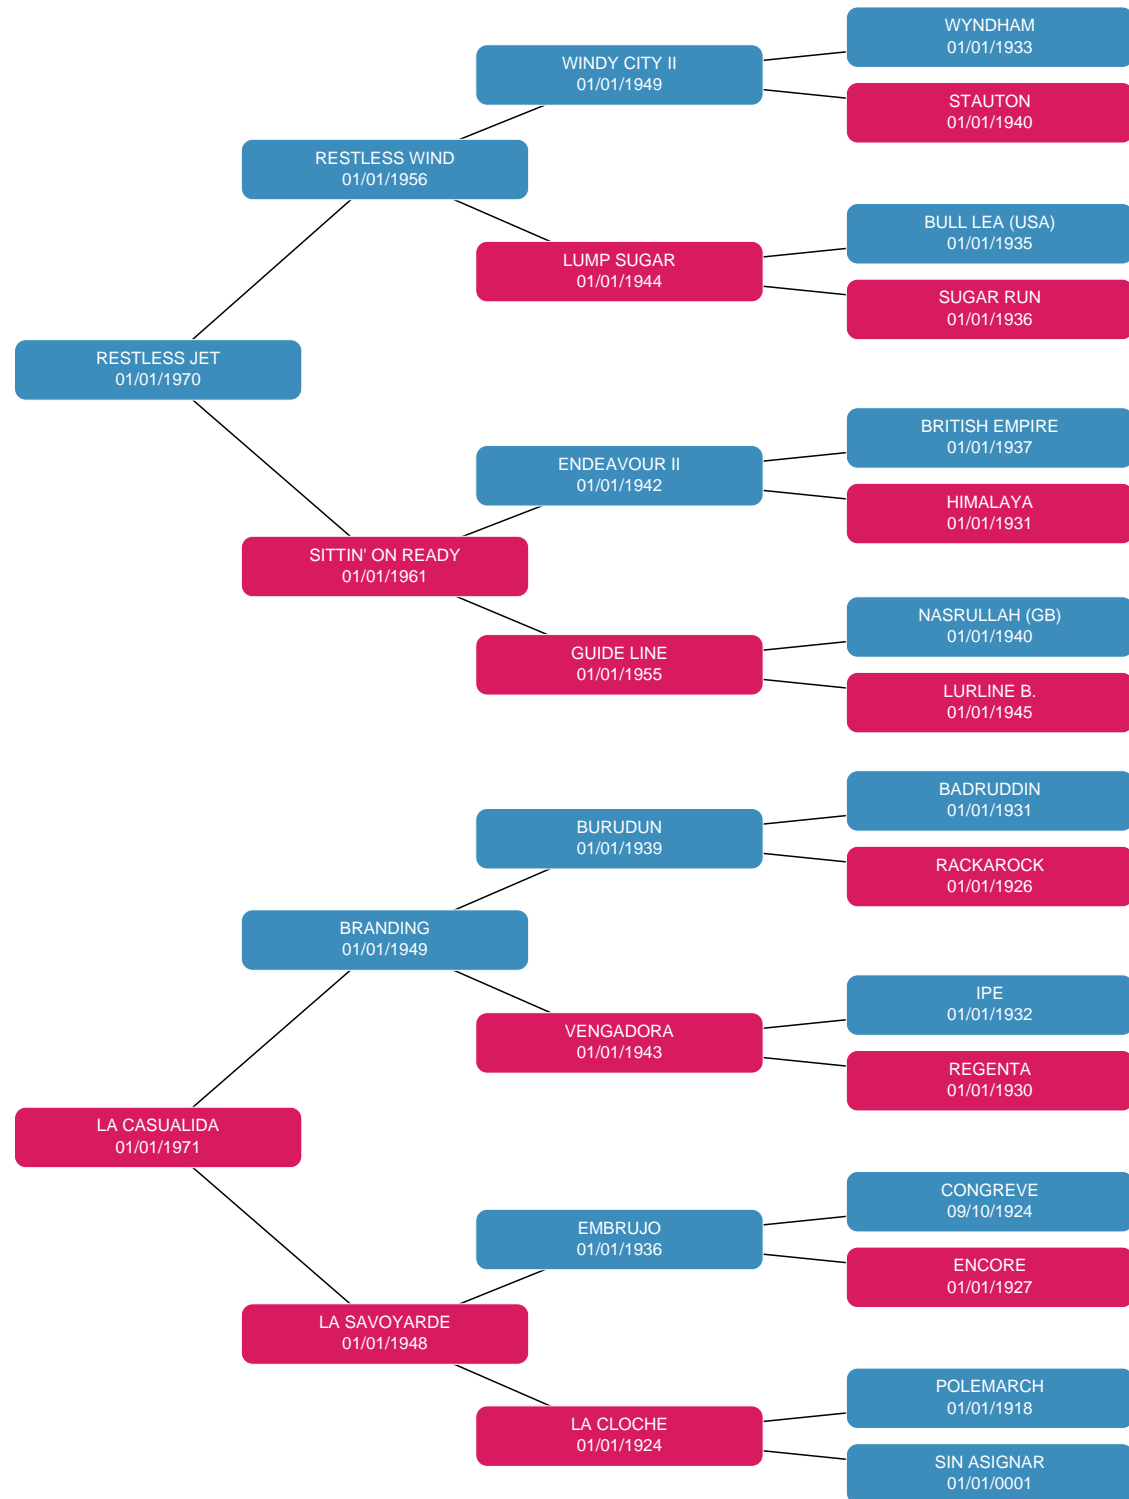 WYNDHAM
01/01/1933
WINDY CITY II
01/01/1949
STAUTON
01/01/1940
RESTLESS WIND
01/01/1956
BULL LEA (USA)
01/01/1935
LUMP SUGAR
01/01/1944
SUGAR RUN
01/01/1936
RESTLESS JET
01/01/1970
BRITISH EMPIRE
01/01/1937
ENDEAVOUR II
01/01/1942
HIMALAYA
01/01/1931
SITTIN' ON READY
01/01/1961
NASRULLAH (GB)
01/01/1940
GUIDE LINE
01/01/1955
LURLINE B.
01/01/1945
BADRUDDIN
01/01/1931
BURUDUN
01/01/1939
RACKAROCK
01/01/1926
BRANDING
01/01/1949
IPE
01/01/1932
VENGADORA
01/01/1943
REGENTA
01/01/1930
LA CASUALIDA
01/01/1971
CONGREVE
09/10/1924
EMBRUJO
01/01/1936
ENCORE
01/01/1927
LA SAVOYARDE
01/01/1948
POLEMARCH
01/01/1918
LA CLOCHE
01/01/1924
SIN ASIGNAR
01/01/0001